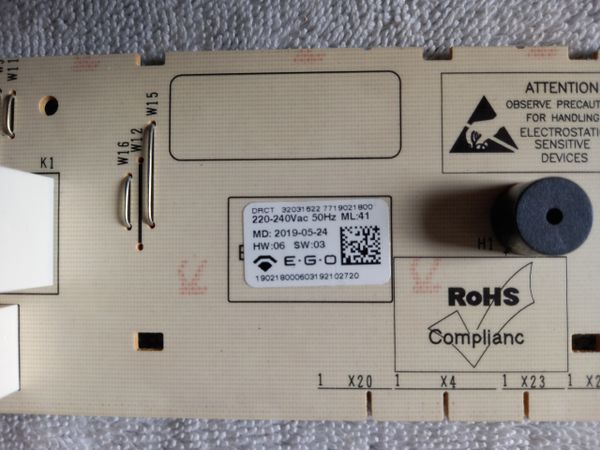 W11
W15
W12
W16
K1
ATTENTION
OBSERVE PRECAUT
FOR HANDLING
ELECTROSTATI
SENSITIVE
DEVICES
DRCT 32031622 7719021800
220-240Vac 50Hz ML:41
MD: 2019-05-24
HW:06 SW:03
E·G·O
190218000603192102720
H1
RoHS
Complianc
1 X20 1 X4 1 X23 1 X2